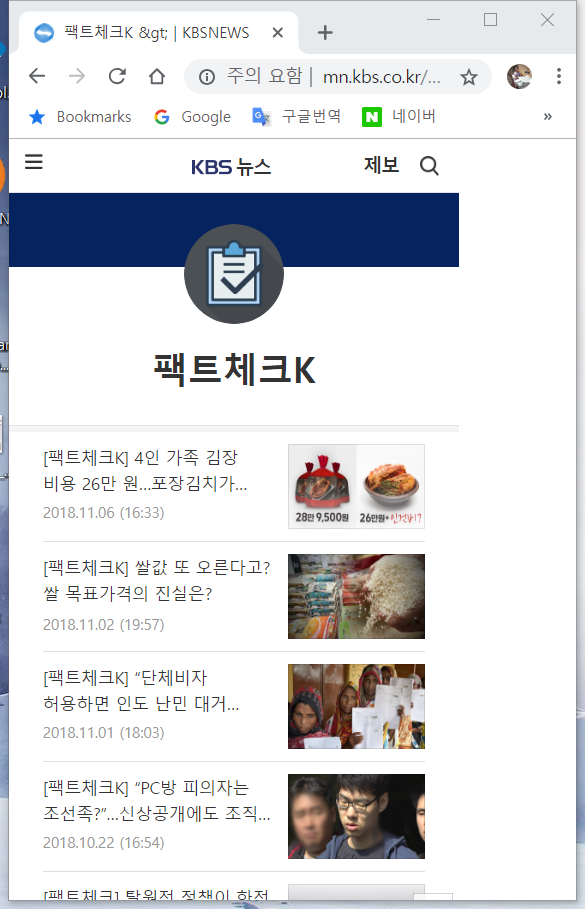 팩트체크K &gt; | KBSNEWS
주의 요함 | mn.kbs.co.kr/...
Bookmarks Google 구글번역 네이버 »
KBS 뉴스 제보
팩트체크K
[팩트체크K] 4인 가족 김장
비용 26만 원...포장김치가...
2018.11.06 (16:33)
28만 9,500원 26만원+인건비?
[팩트체크K] 쌀값 또 오른다고?
쌀 목표가격의 진실은?
2018.11.02 (19:57)
[팩트체크K] “단체비자
허용하면 인도 난민 대거...
2018.11.01 (18:03)
[팩트체크K] “PC방 피의자는
조선족?”...신상공개에도 조직...
2018.10.22 (16:54)
[팩트체크] 탈원전 정책이 한전